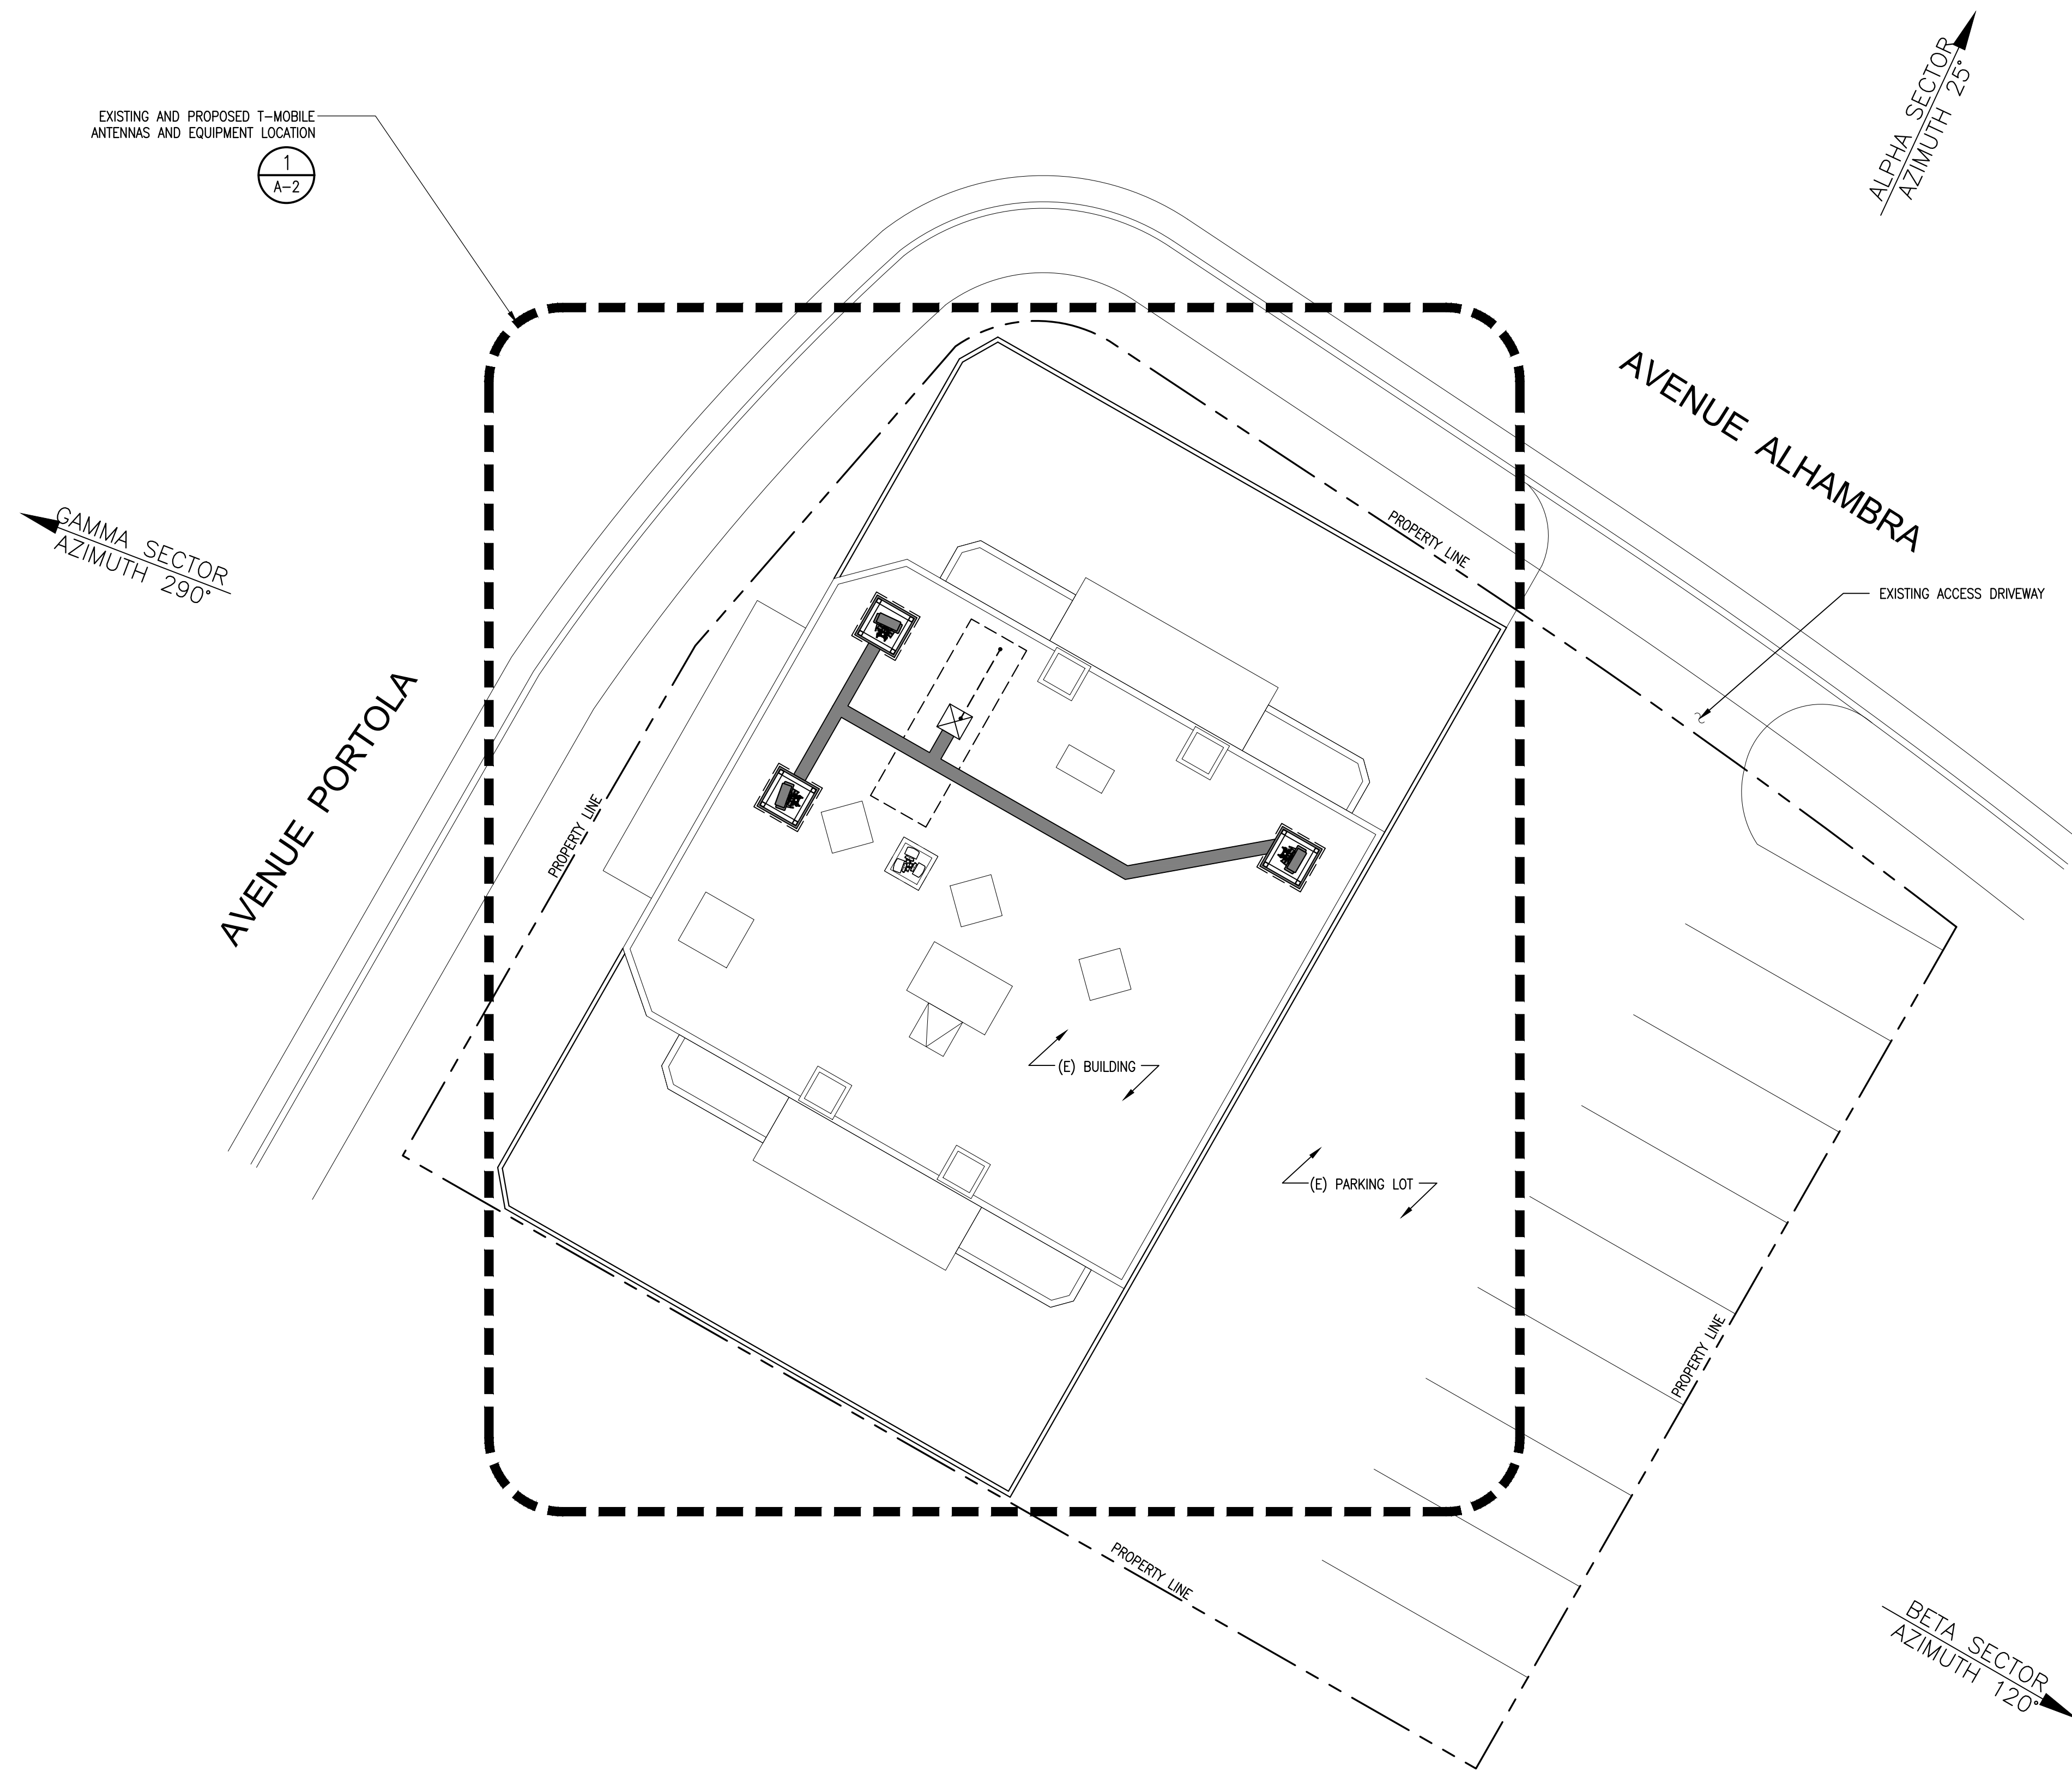 EXISTING AND PROPOSED T-MOBILE
ANTENNAS AND EQUIPMENT LOCATION
1
A-2
ALPHA SECTOR
AZIMUTH 25°
AVENUE ALHAMBRA
PROPERTY LINE
GAMMA SECTOR
AZIMUTH 290°
EXISTING ACCESS DRIVEWAY
AVENUE PORTOLA
PROPERTY LINE
(E) BUILDING
(E) PARKING LOT
PROPERTY LINE
PROPERTY LINE
BETA SECTOR
AZIMUTH 120°